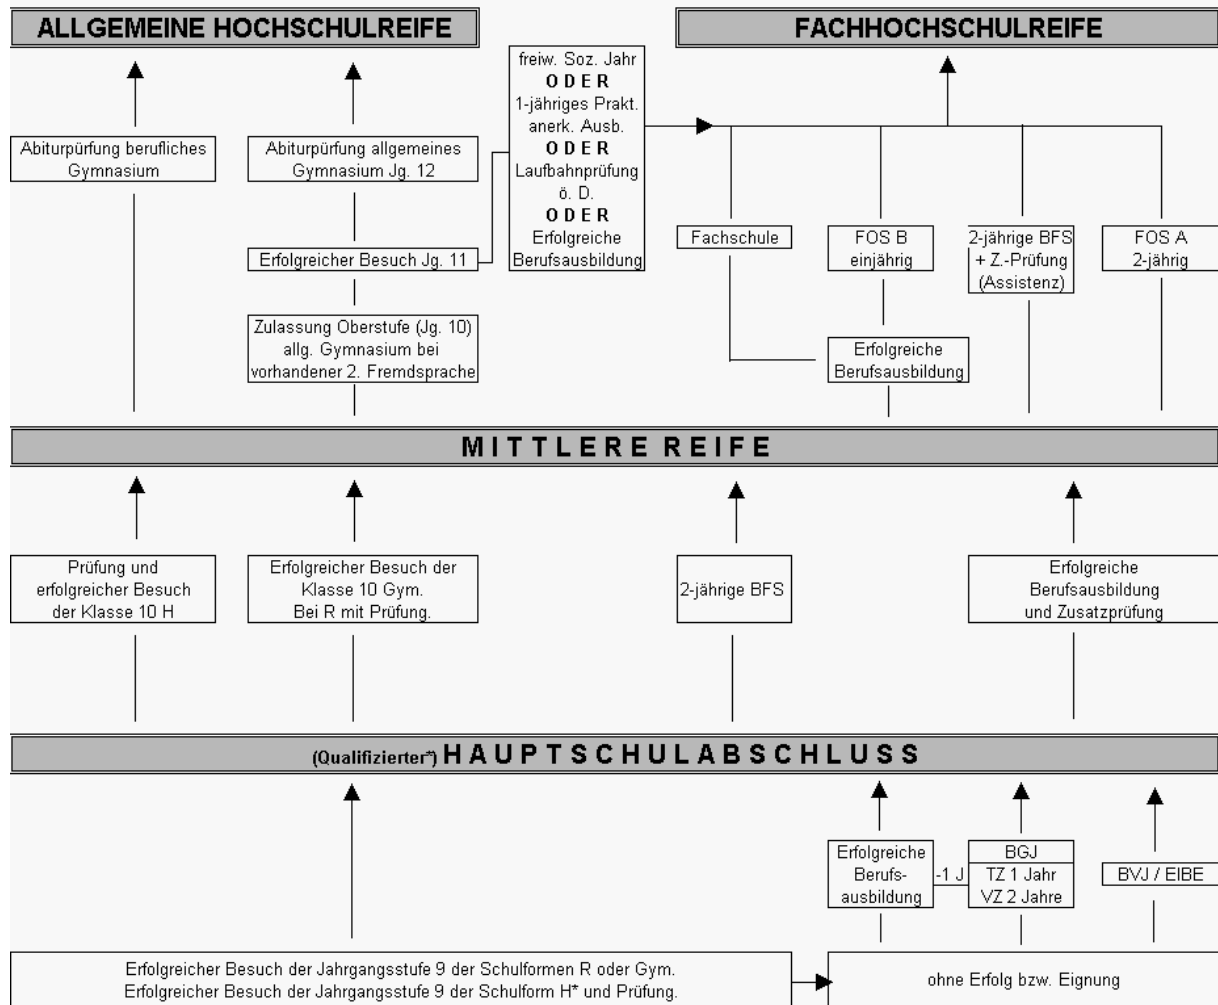 ALLGEMEINE HOCHSCHULREIFE
FACHHOCHSCHULREIFE
freiw. Soz. Jahr
ODER
1-jähriges Prakt.
anerk. Ausb.
ODER
Laufbahnprüfung
ö. D.
ODER
Erfolgreiche
Berufsausbildung
Abiturpürfung berufliches
Gymnasium
Abiturpürfung allgemeines
Gymnasium Jg. 12
Erfolgreicher Besuch Jg. 11
Zulassung Oberstufe (Jg. 10)
allg. Gymnasium bei
vorhandener 2. Fremdsprache
Fachschule
FOS B
einjährig
2-jährige BFS
+ Z.-Prüfung
(Assistenz)
FOS A
2-jährig
Erfolgreiche
Berufsausbildung
MITTLERE REIFE
Prüfung und
erfolgreicher Besuch
der Klasse 10 H
Erfolgreicher Besuch der
Klasse 10 Gym.
Bei R mit Prüfung.
2-jährige BFS
Erfolgreiche
Berufsausbildung
und Zusatzprüfung
(Qualifizierter*) HAUPTSCHULABSCHLUSS
Erfolgreiche
Berufs-
ausbildung
-1 J
BGJ
TZ 1 Jahr
VZ 2 Jahre
BVJ / EIBE
Erfolgreicher Besuch der Jahrgangsstufe 9 der Schulformen R oder Gym.
Erfolgreicher Besuch der Jahrgangsstufe 9 der Schulform H* und Prüfung.
ohne Erfolg bzw. Eignung